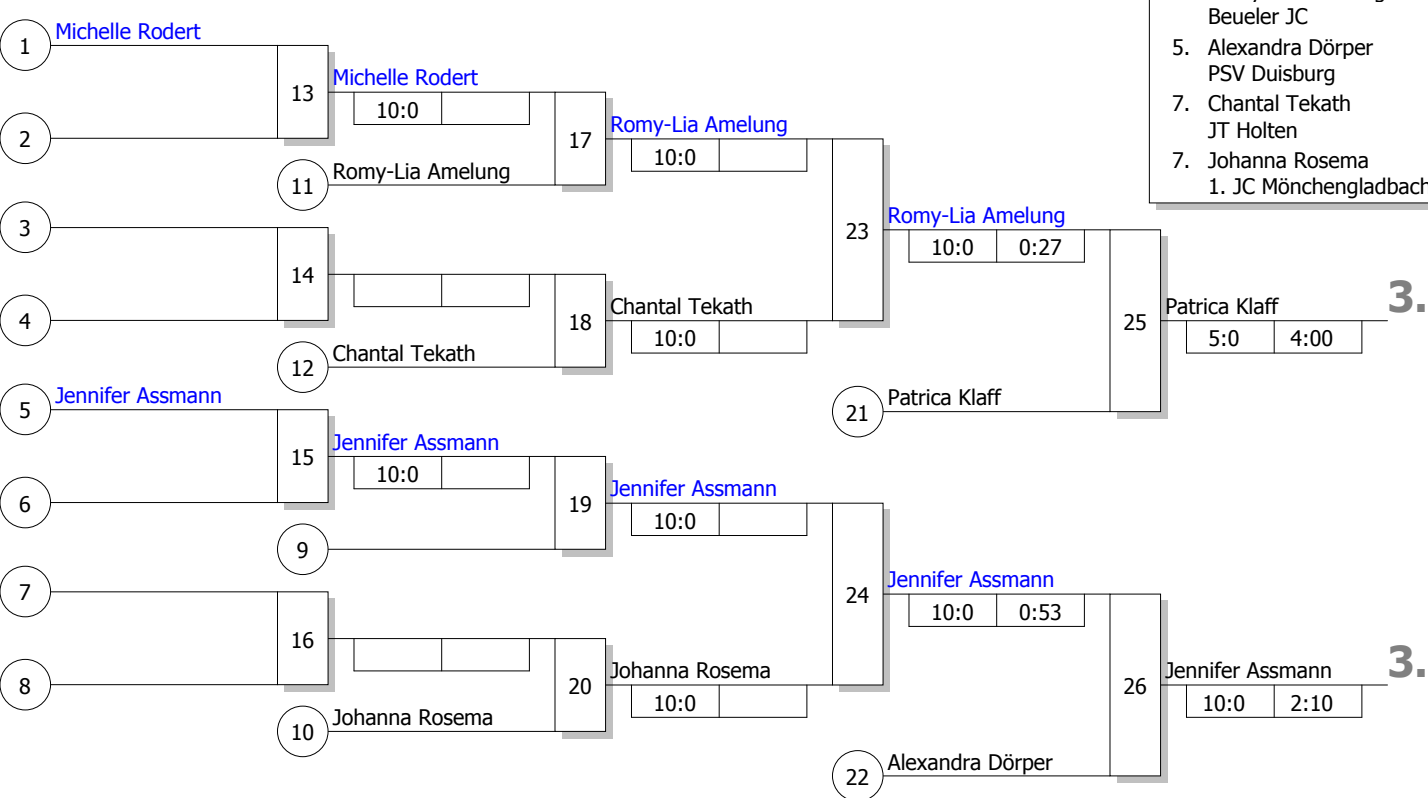 Beueler JC
5. Alexandra Dörper
PSV Duisburg
7. Chantal Tekath
JT Holten
7. Johanna Rosema
1. JC Mönchengladbach
1 Michelle Rodert
2
13 Michelle Rodert
10:0
11 Romy-Lia Amelung
17 Romy-Lia Amelung
10:0
3
4
14
12 Chantal Tekath
18 Chantal Tekath
10:0
23 Romy-Lia Amelung
10:0 0:27
21 Patrica Klaff
25 Patrica Klaff
5:0 4:00
3.
5 Jennifer Assmann
6
15 Jennifer Assmann
10:0
9
19 Jennifer Assmann
10:0
7
8
16
10 Johanna Rosema
20 Johanna Rosema
10:0
24 Jennifer Assmann
10:0 0:53
22 Alexandra Dörper
26 Jennifer Assmann
10:0 2:10
3.